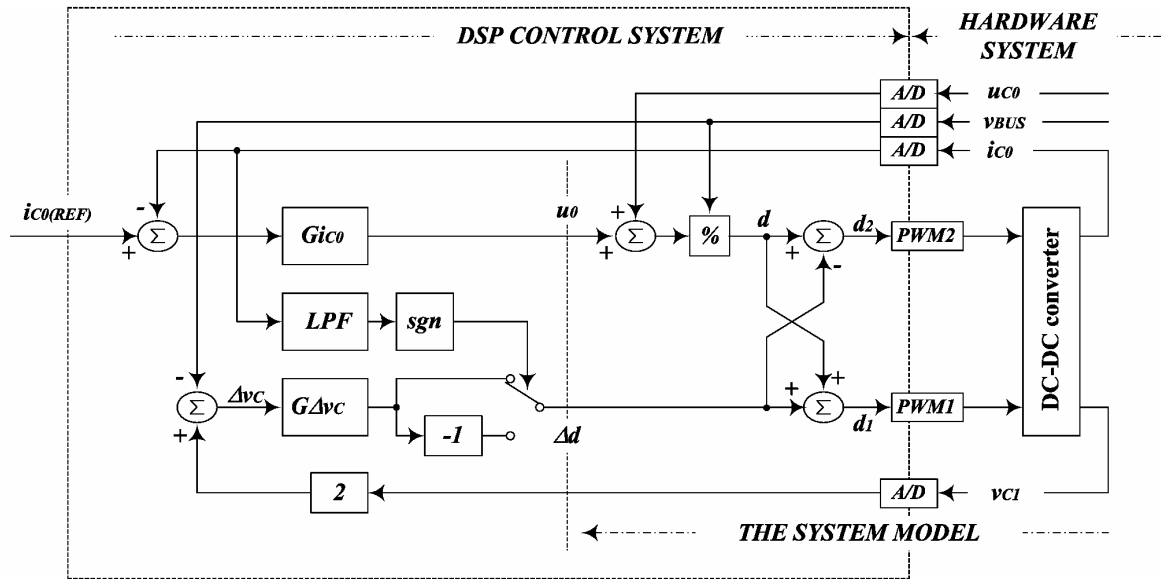 DSP CONTROL SYSTEM
HARDWARE
SYSTEM
A/D
uC0
A/D
vBUS
A/D
iC0
-
iC0(REF)
+
Σ
GiC0
u0
+
+
Σ
%
d
+
Σ
-
d2
PWM2
LPF
sgn
DC-DC converter
-
+
Σ
ΔvC
GΔvC
-1
Δd
+
+
Σ
d1
PWM1
2
A/D
vC1
THE SYSTEM MODEL